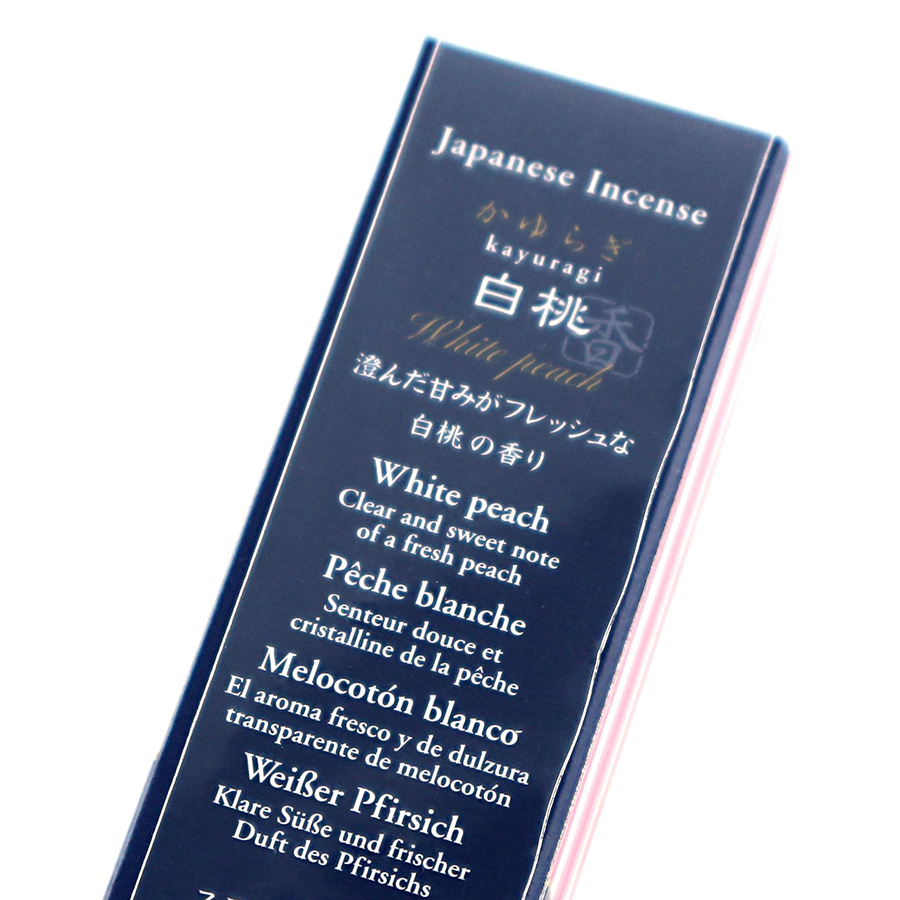 Japanese Incense
かゆらぎ
kayuragi
白桃
香
White peach
澄んだ甘みがフレッシュな
白桃の香り
White peach
Clear and sweet note
of a fresh peach
Pêche blanche
Senteur douce et
cristalline de la pêche
Melocotón blanco
El aroma fresco y de dulzura
transparente de melocotón
Weißer Pfirsich
Klare Süße und frischer
Duft des Pfirsichs